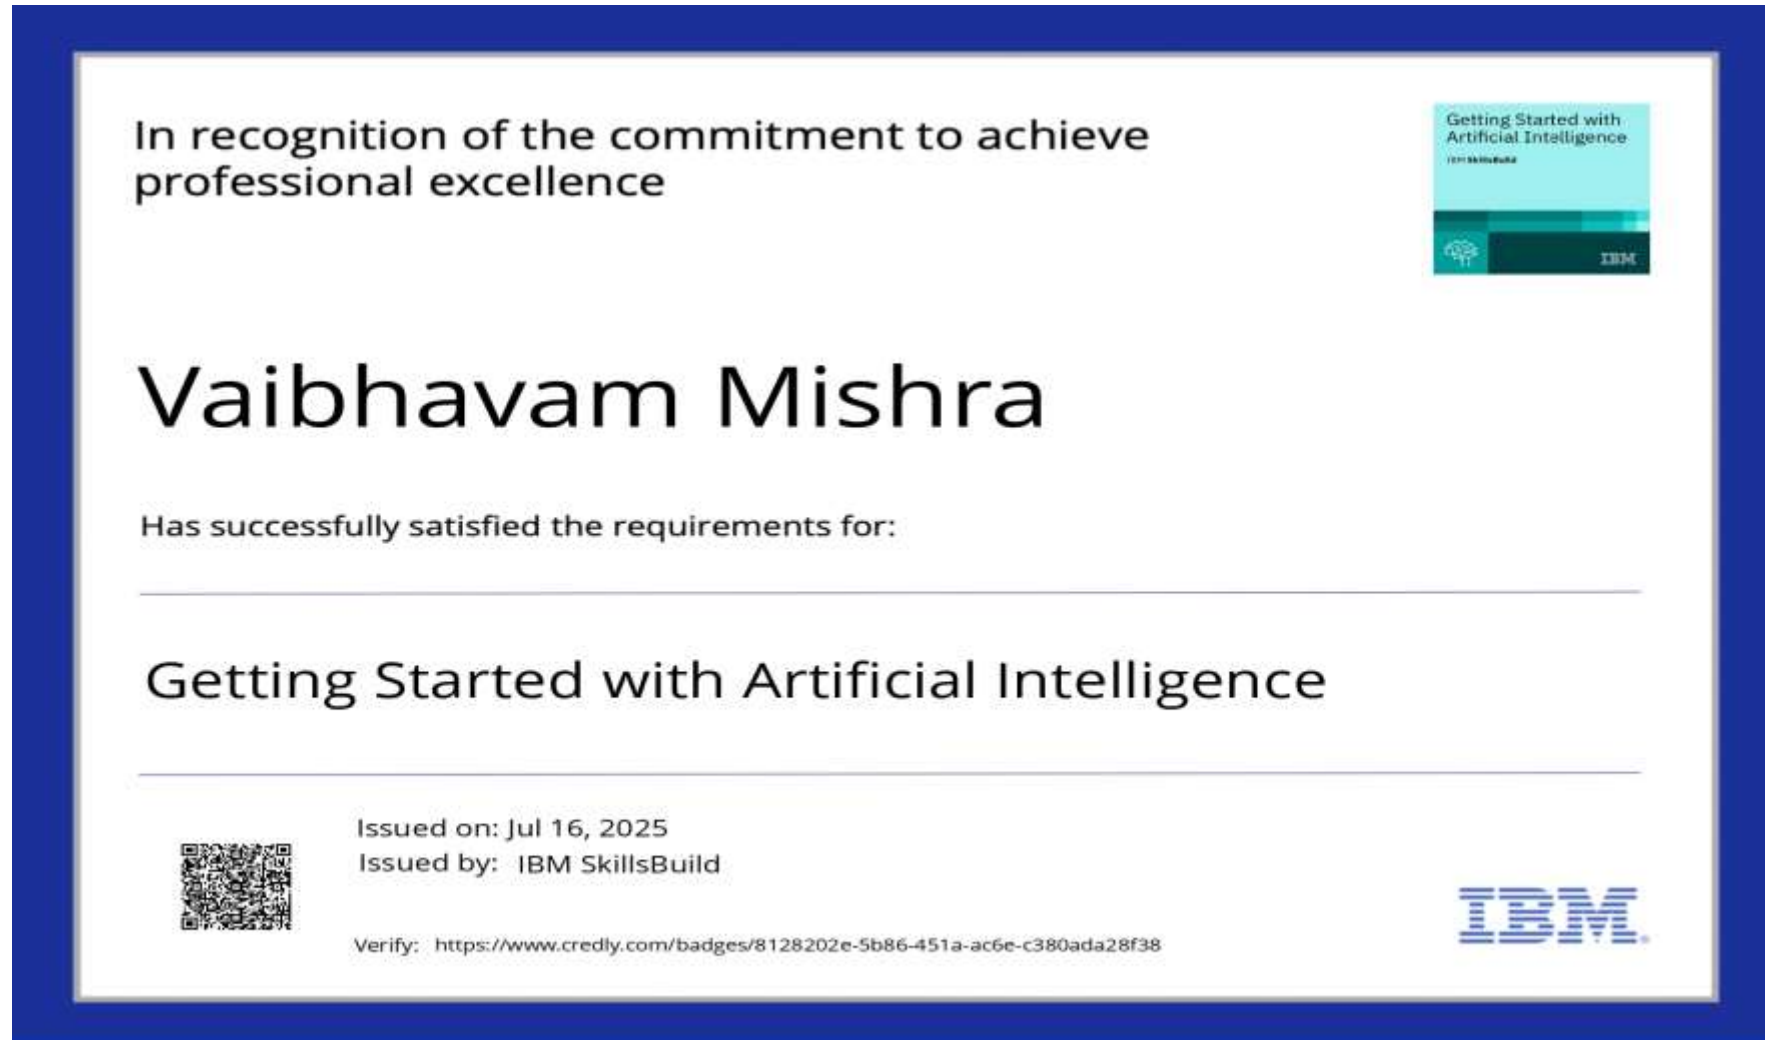 In recognition of the commitment to achieve
professional excellence
Getting Started with
Artificial Intelligence
IBM SkillsBuild
IBM
Vaibhavam Mishra
Has successfully satisfied the requirements for:
Getting Started with Artificial Intelligence
Issued on: Jul 16, 2025
Issued by: IBM SkillsBuild
Verify: https://www.credly.com/badges/8128202e-5b86-451a-ac6e-c380ada28f38
IBM.